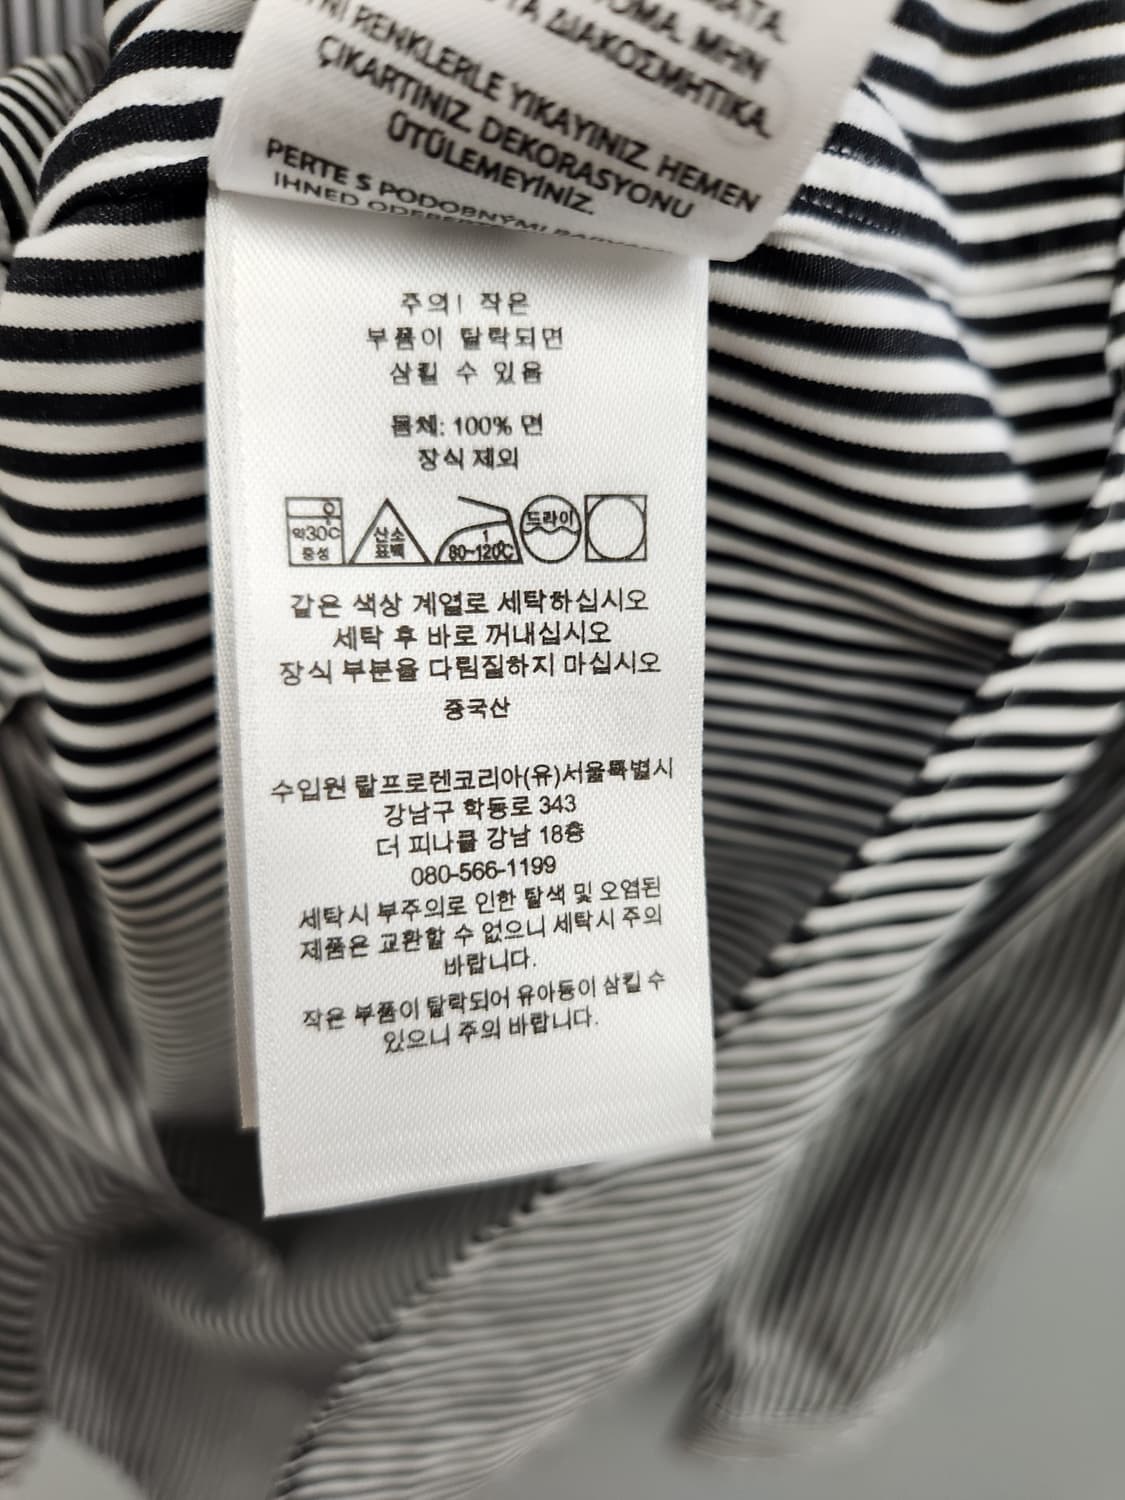 ΔΙΑΚΟΣΜΗΤΙΚΑ.
RENKLERLE YIKAYINIZ. HEMEN
ÇIKARTINIZ. DEKORASYONU
ÜTÜLEMEYİNİZ.
PERTE S PODOBNÝMI
IHNED
주의! 작은
부품이 탈락되면
삼킬 수 있음
몸체: 100% 면
장식 제외
약30℃
중성
산소
표백
1
80~120℃
드라이
같은 색상 계열로 세탁하십시오
세탁 후 바로 꺼내십시오
장식 부분을 다림질하지 마십시오
중국산
수입원 랄프로렌코리아(유)서울특별시
강남구 학동로 343
더 피나클 강남 18층
080-566-1199
세탁시 부주의로 인한 탈색 및 오염된
제품은 교환할 수 없으니 세탁시 주의
바랍니다.
작은 부품이 탈락되어 유아등이 삼킬 수
있으니 주의 바랍니다.